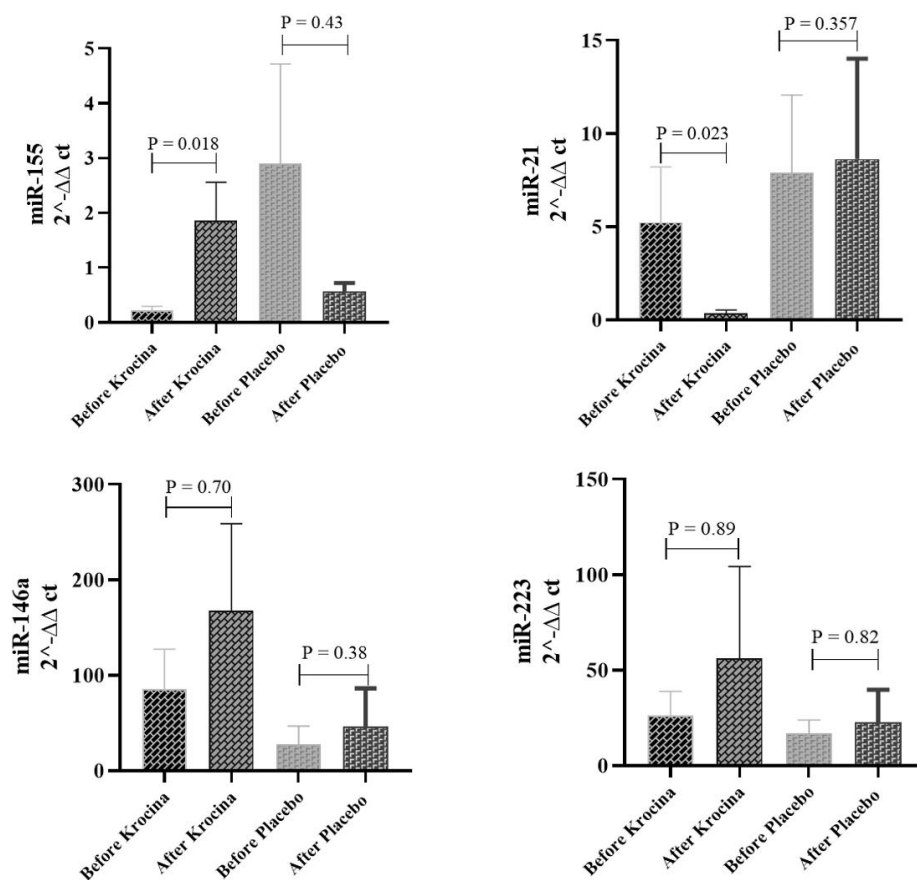 P = 0.43
P = 0.018
miR-155
2^-ΔΔ ct
5
4
3
2
1
0
Before Krocina
After Krocina
Before Placebo
After Placebo
P = 0.357
P = 0.023
miR-21
2^-ΔΔ ct
15
10
5
0
Before Krocina
After Krocina
Before Placebo
After Placebo
P = 0.70
P = 0.38
miR-146a
2^-ΔΔ ct
300
200
100
0
Before Krocina
After Krocina
Before Placebo
After Placebo
P = 0.89
P = 0.82
miR-223
2^-ΔΔ ct
150
100
50
0
Before Krocina
After Krocina
Before Placebo
After Placebo